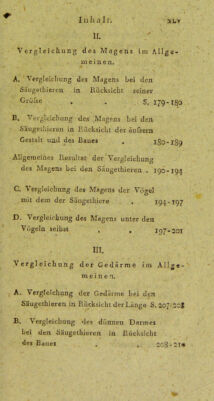 Inhalt. XLV
II.
Vergleichung des Magens im Allge-
meinen.
A. Vergleichung des Magens bei den
Säugethieren in Rücksicht seiner
Gröſse . . S. 179-180
B. Vergleichung des Magens bei den
Säugethieren in Rücksicht der äuſsern
Gestalt und des Baues . 180-189
Allgemeines Resultat der Vergleichung
des Magens bei den Säugethieren . 190-194
C. Vergleichung des Magens der Vögel
mit dem der Säugthiere . 194-197
D. Vergleichung des Magens unter den
Vögeln selbst . . 197-201
III.
Vergleichung der Gedärme im Allge-
meinen.
A. Vergleichung der Gedärme bei den
Säugethieren in Rücksicht der Länge S. 207-208
B. Vergleichung des dünnen Darmes
bei den Säugethieren in Rücksicht
des Baues . . 208-210